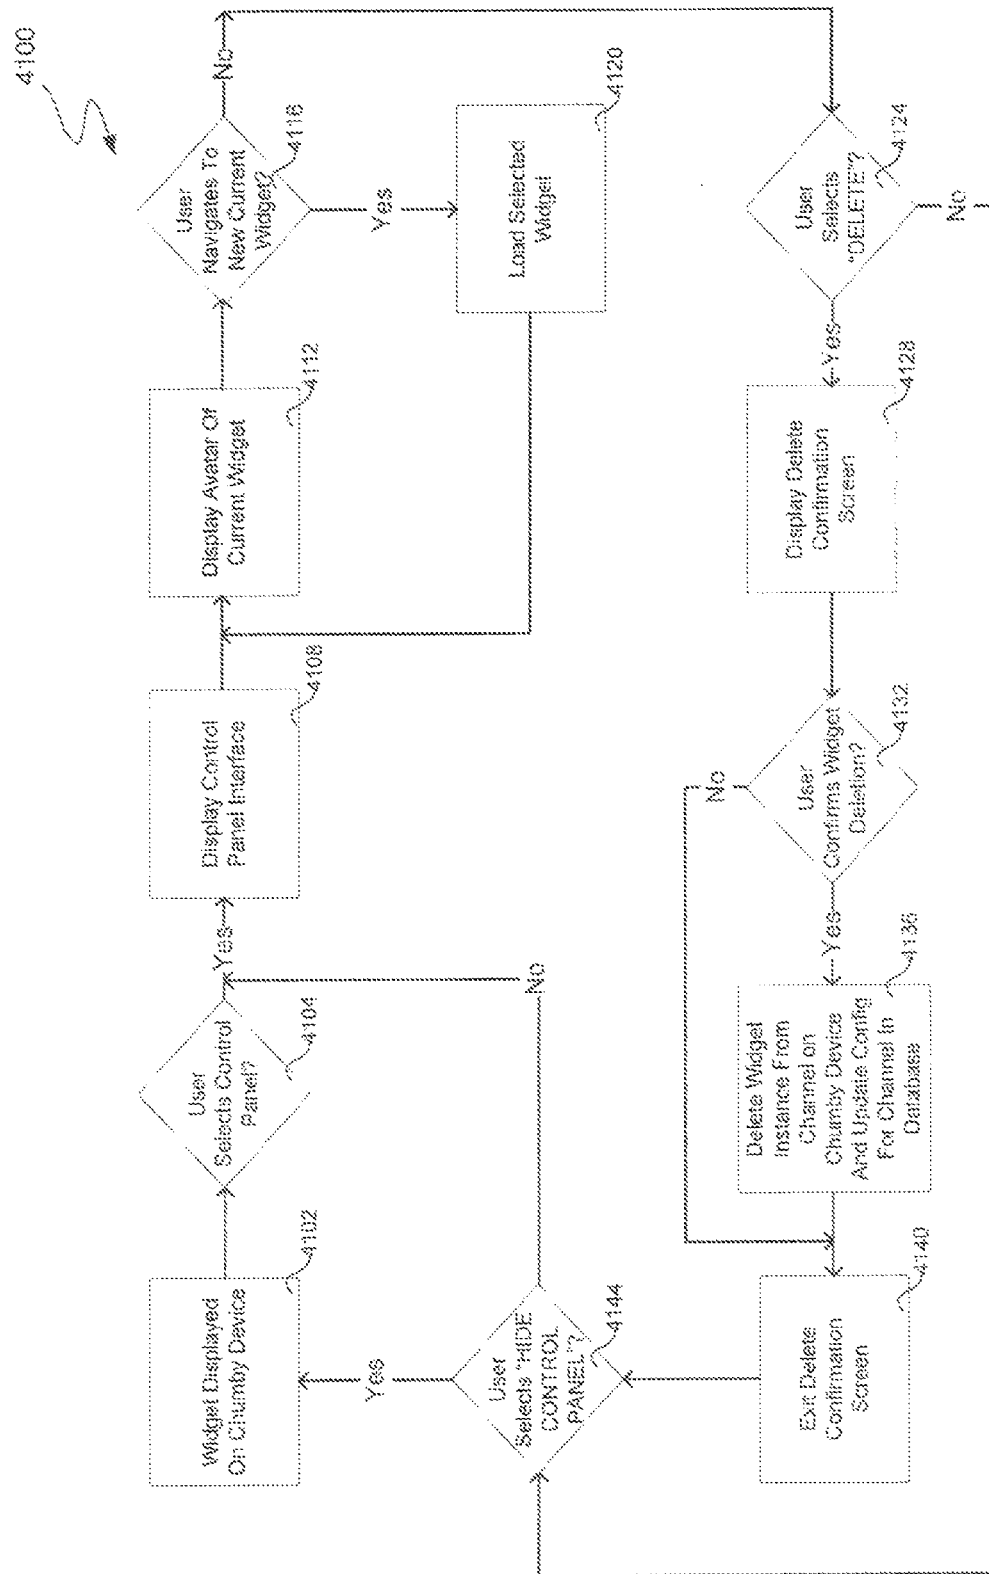 4100
Widget Displayed
On Chumby Device
4102
User
Selects Control
Panel?
4104
Yes
Display Control
Panel Interface
4108
Display Avatar Of
Current Widget
4112
User
Navigates To
New Current
Widget?
4116
No
Yes
Load Selected
Widget
4120
User
Selects
"DELETE"?
4124
No
Yes
Display Delete
Confirmation
Screen
4128
User
Confirms Widget
Deletion?
4132
No
Yes
Delete Widget
Instance From
Channel on
Chumby Device
And Update Config
For Channel In
Database
4136
Exit Delete
Confirmation
Screen
4140
User
Selects "HIDE
CONTROL
PANEL"?
4144
Yes
No